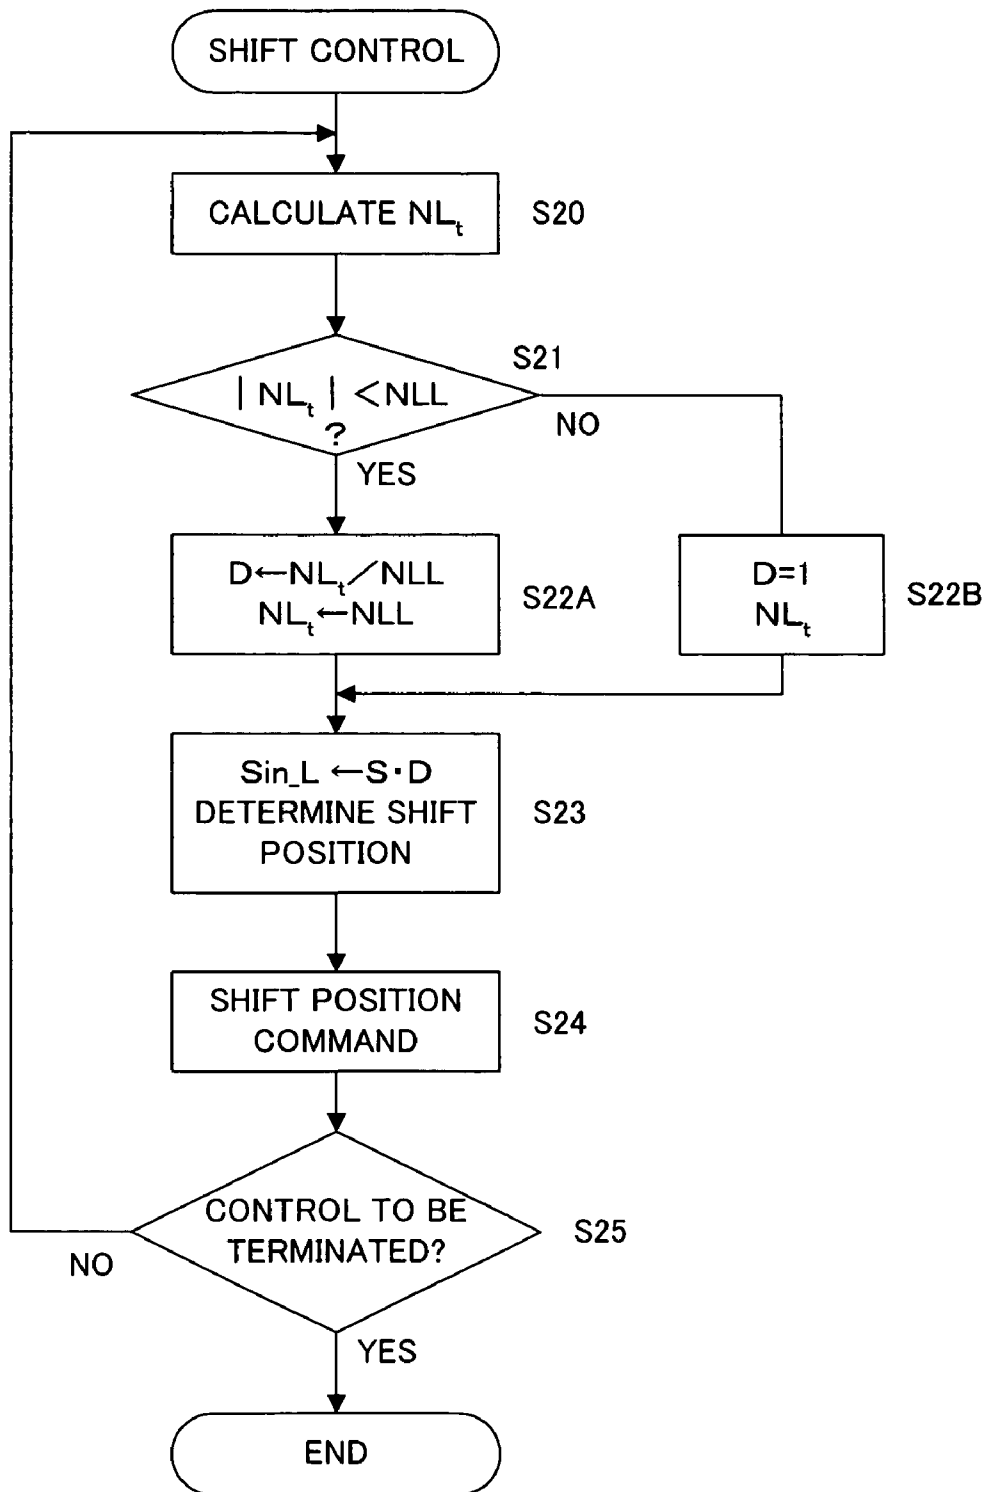 SHIFT CONTROL
CALCULATE NLt
S20
S21
| NLt | <NLL
?
NO
YES
D←NLt/NLL
NLt←NLL
S22A
D=1
NLt
S22B
Sin_L ←S·D
DETERMINE SHIFT
POSITION
S23
SHIFT POSITION
COMMAND
S24
CONTROL TO BE
TERMINATED?
S25
NO
YES
END